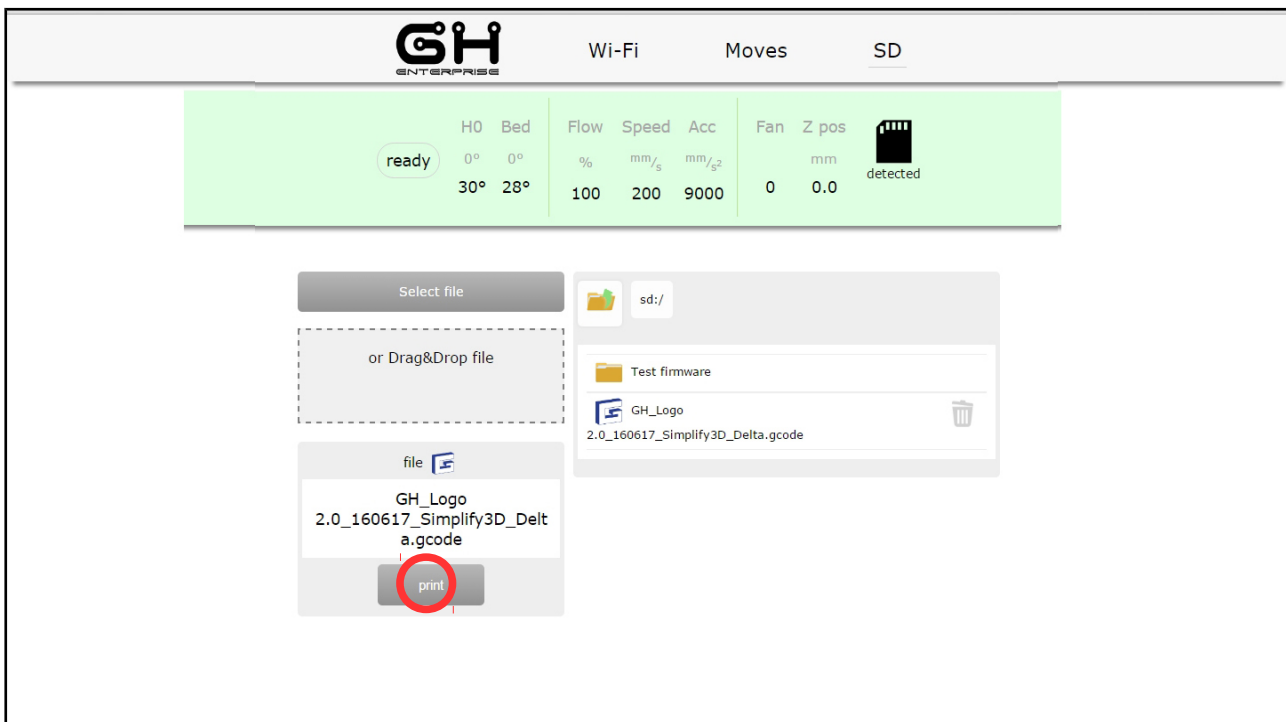 GH
ENTERPRISE
Wi-Fi Moves SD
H0 Bed Flow Speed Acc Fan Z pos
ready 0° 0° % mm/s mm/s² mm
30° 28° 100 200 9000 0 0.0
detected
Select file
or Drag&Drop file
file
GH_Logo
2.0_160617_Simplify3D_Delt
a.gcode
print
sd:/
Test firmware
GH_Logo
2.0_160617_Simplify3D_Delta.gcode